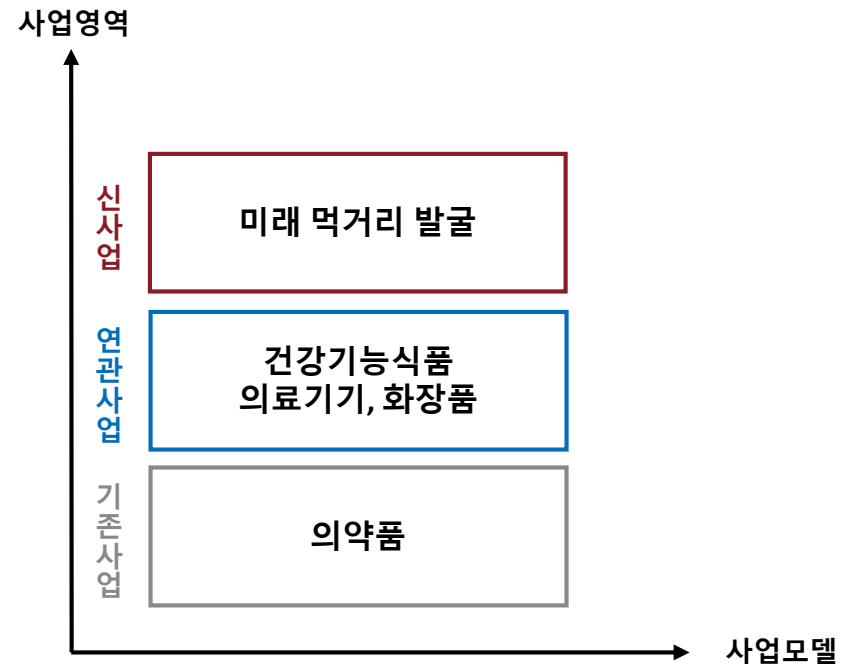 사업영역
신사업
미래 먹거리 발굴
연관사업
건강기능식품
의료기기, 화장품
기존사업
의약품
사업모델